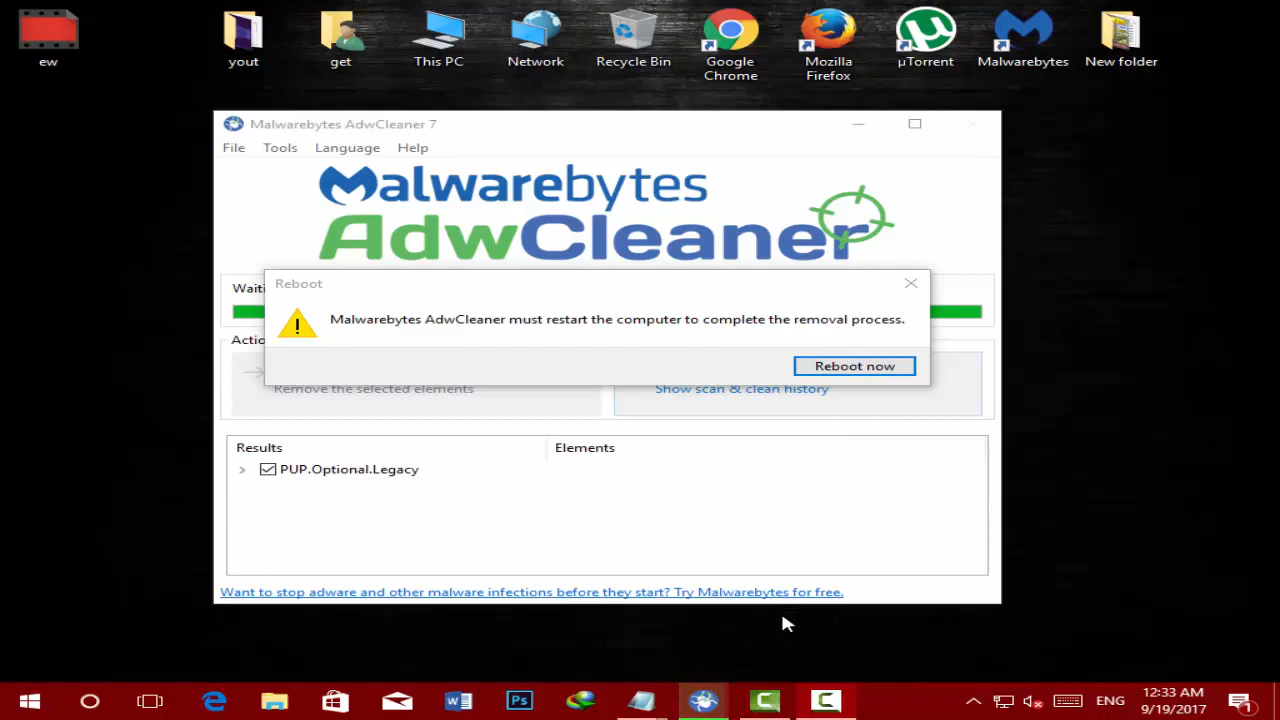 ew
yout
get
This PC
Network
Recycle Bin
Google
Chrome
Mozilla
Firefox
µTorrent
Malwarebytes
New folder
Malwarebytes AdwCleaner 7
File Tools Language Help
Malwarebytes
AdwCleaner
Waiti
Reboot
Malwarebytes AdwCleaner must restart the computer to complete the removal process.
Actio
Reboot now
Remove the selected elements
Show scan & clean history
Results Elements
PUP.Optional.Legacy
Want to stop adware and other malware infections before they start? Try Malwarebytes for free.
W
Ps
ENG
12:33 AM
9/19/2017
1